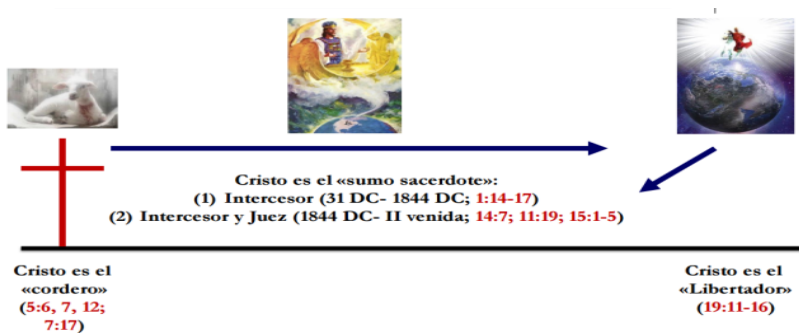 Cristo es el «sumo sacerdote»:
(1) Intercesor (31 DC- 1844 DC; 1:14-17)
(2) Intercesor y Juez (1844 DC- II venida; 14:7; 11:19; 15:1-5)
Cristo es el
«cordero»
(5:6, 7, 12;
7:17)
Cristo es el
«Libertador»
(19:11-16)